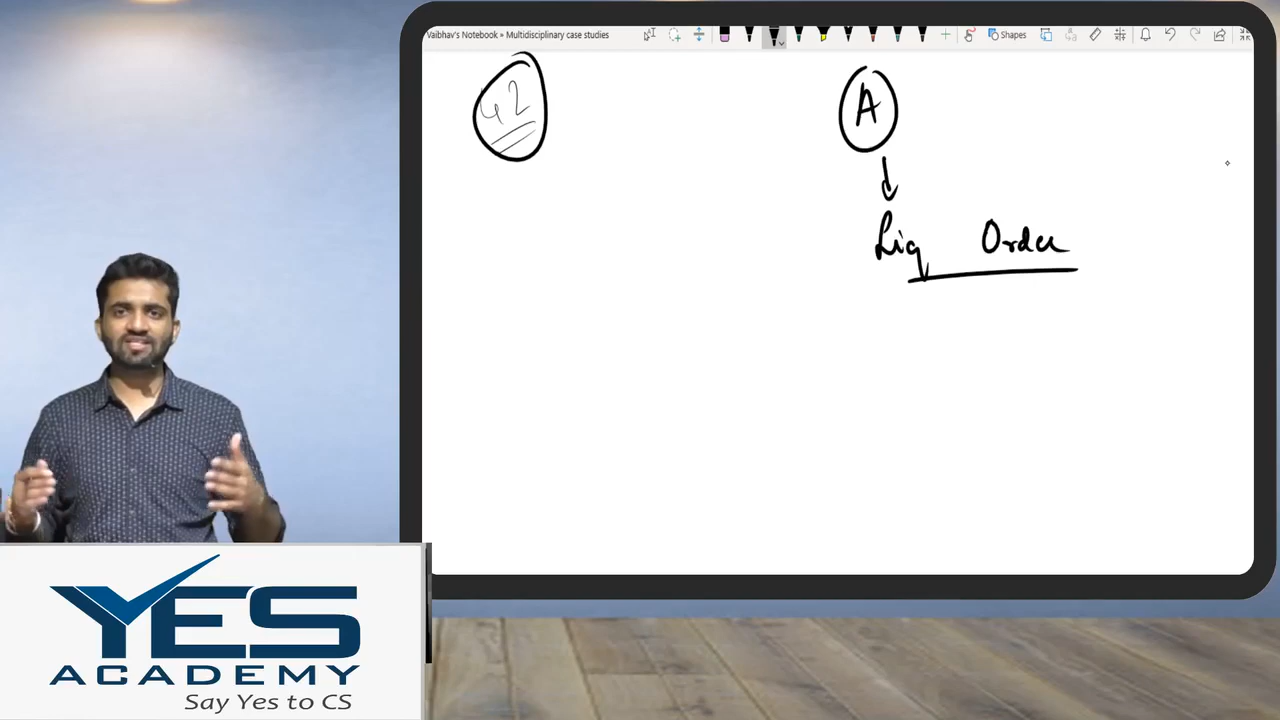 Vaibhav's Notebook » Multidisciplinary case studies
Shapes
42
A
Liq Order
YES
ACADEMY
Say Yes to CS